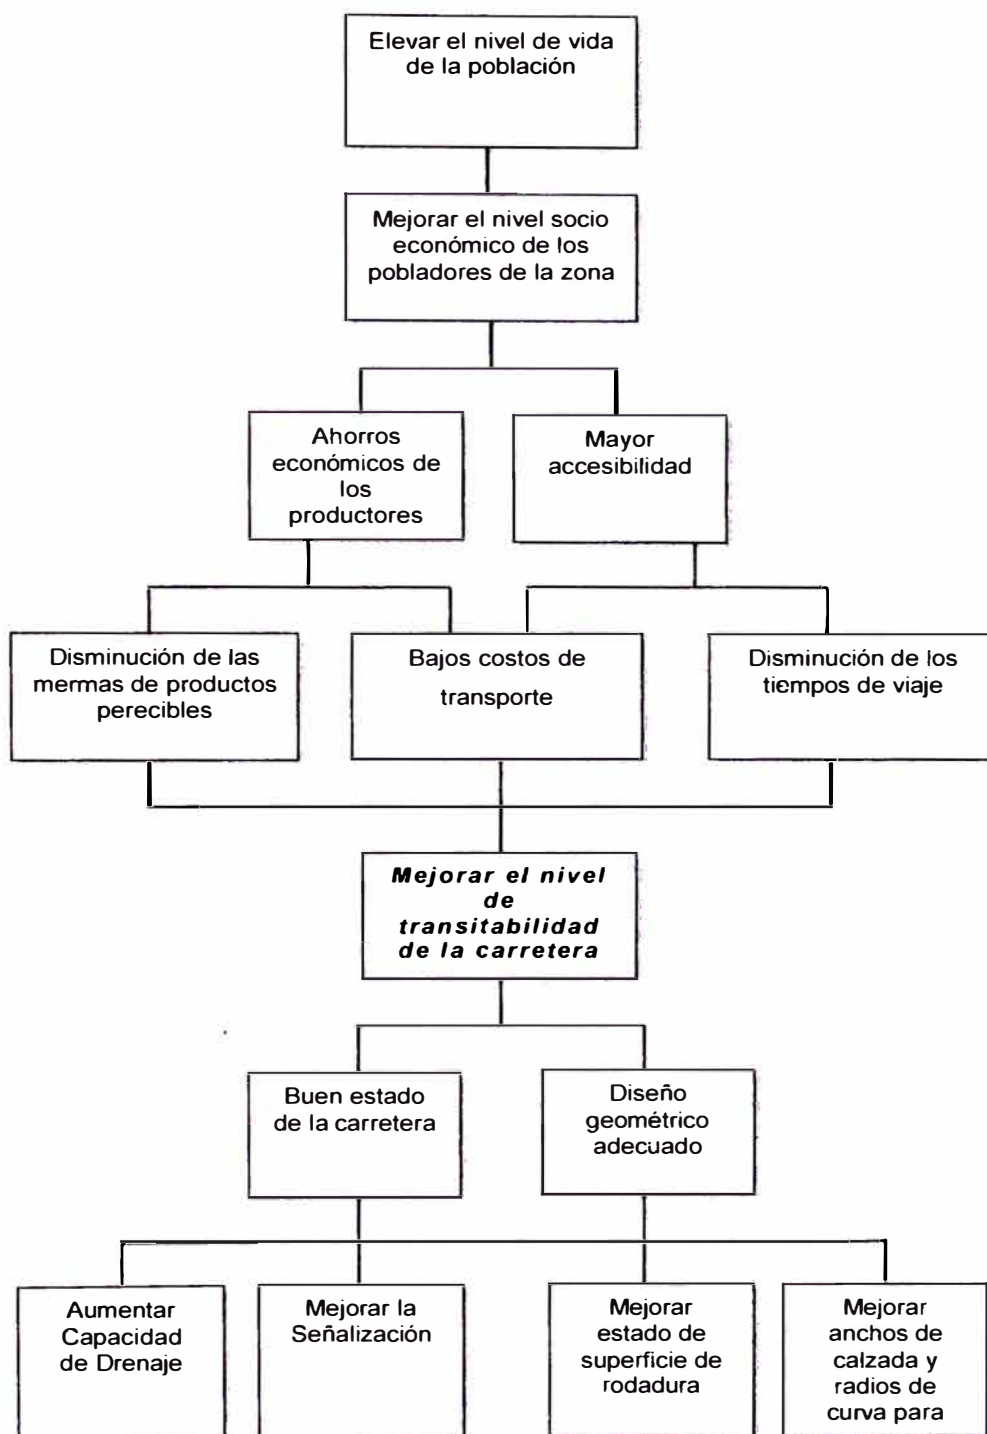 Elevar el nivel de vida
de la población
Mejorar el nivel socio
económico de los
pobladores de la zona
Ahorros
económicos de
los
productores
Mayor
accesibilidad
Disminución de las
mermas de productos
perecibles
Bajos costos de
transporte
Disminución de los
tiempos de viaje
Mejorar el nivel
de
transitabilidad
de la carretera
Buen estado
de la carretera
Diseño
geométrico
adecuado
Aumentar
Capacidad
de Drenaje
Mejorar la
Señalización
Mejorar
estado de
superficie de
rodadura
Mejorar
anchos de
calzada y
radios de
curva para